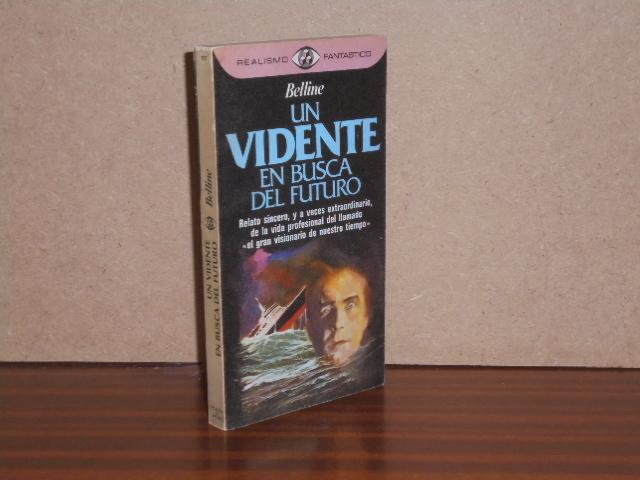 REALISMO FANTASTICO
Belline
UN
VIDENTE
EN BUSCA
DEL FUTURO
Relato sincero, y a veces extraordinario,
de la vida profesional del llamado
«el gran visionario de nuestro tiempo»
Belline
UN VIDENTE
EN BUSCA DEL FUTURO